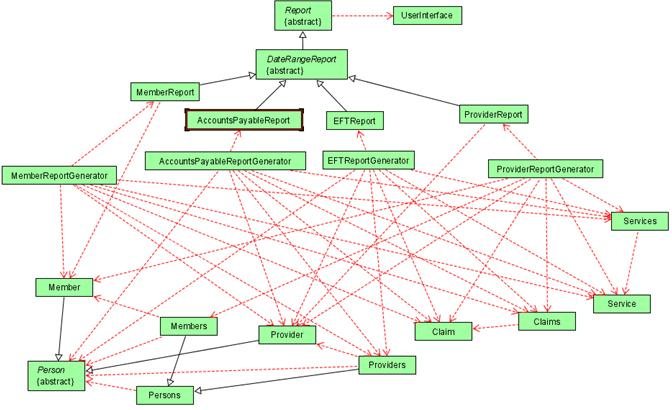 Report
{abstract}
UserInterface
DateRangeReport
{abstract}
MemberReport
AccountsPayableReport
EFTReport
ProviderReport
MemberReportGenerator
AccountsPayableReportGenerator
EFTReportGenerator
ProviderReportGenerator
Services
Member
Service
Members
Provider
Claim
Claims
Person
{abstract}
Providers
Persons